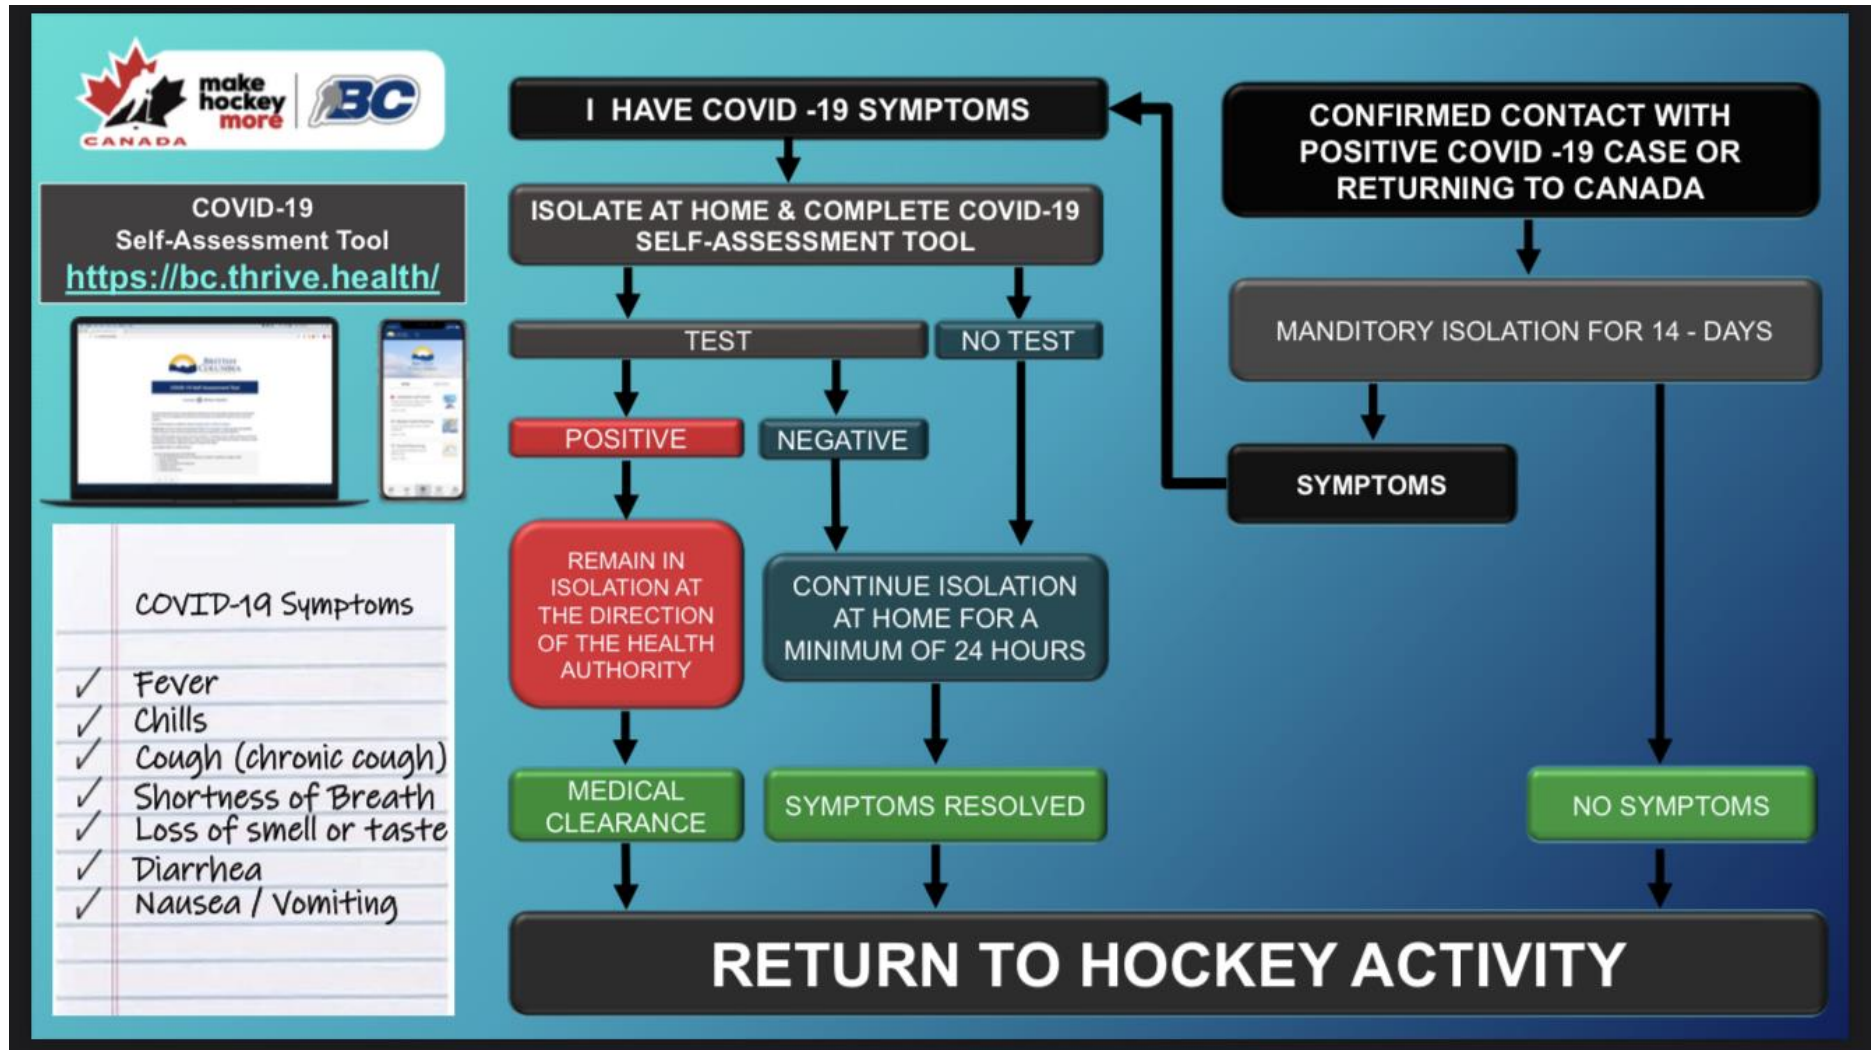 CANADA
make
hockey
more
BC
COVID-19
Self-Assessment Tool
https://bc.thrive.health/
BRITISH
COLUMBIA
COVID-19 Symptoms
Fever
Chills
Cough (chronic cough)
Shortness of Breath
Loss of smell or taste
Diarrhea
Nausea / Vomiting
I HAVE COVID -19 SYMPTOMS
ISOLATE AT HOME & COMPLETE COVID-19
SELF-ASSESSMENT TOOL
TEST
NO TEST
POSITIVE
NEGATIVE
REMAIN IN
ISOLATION AT
THE DIRECTION
OF THE HEALTH
AUTHORITY
CONTINUE ISOLATION
AT HOME FOR A
MINIMUM OF 24 HOURS
MEDICAL
CLEARANCE
SYMPTOMS RESOLVED
CONFIRMED CONTACT WITH
POSITIVE COVID -19 CASE OR
RETURNING TO CANADA
MANDITORY ISOLATION FOR 14 - DAYS
SYMPTOMS
NO SYMPTOMS
RETURN TO HOCKEY ACTIVITY